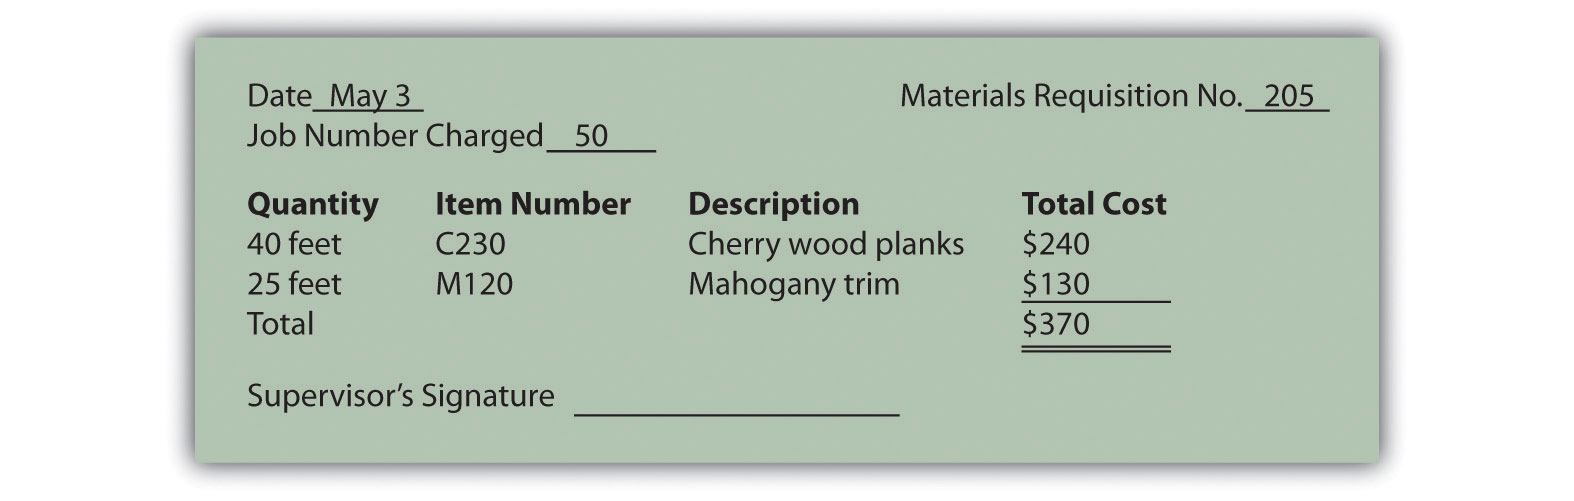 Date May 3 Materials Requisition No. 205
Job Number Charged 50
Quantity Item Number Description Total Cost
40 feet C230 Cherry wood planks $240
25 feet M120 Mahogany trim $130
Total $370
Supervisor’s Signature